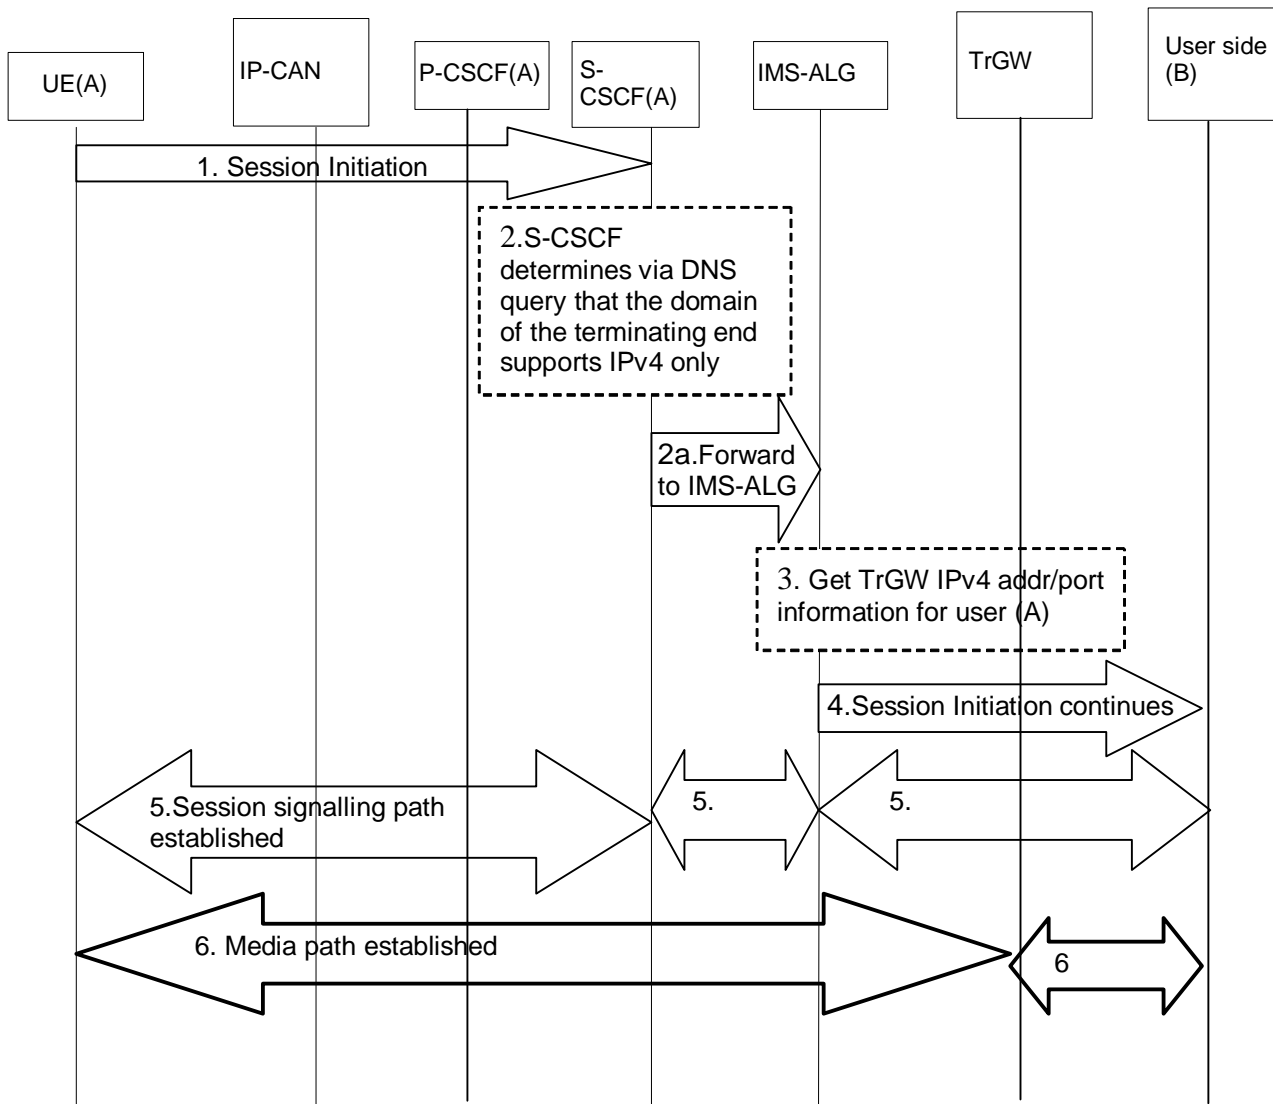 UE(A)
IP-CAN
P-CSCF(A)
S-
CSCF(A)
IMS-ALG
TrGW
User side
(B)
1. Session Initiation
2.S-CSCF
determines via DNS
query that the domain
of the terminating end
supports IPv4 only
2a.Forward
to IMS-ALG
3. Get TrGW IPv4 addr/port
information for user (A)
4.Session Initiation continues
5.Session signalling path
established
5.
5.
6. Media path established
6